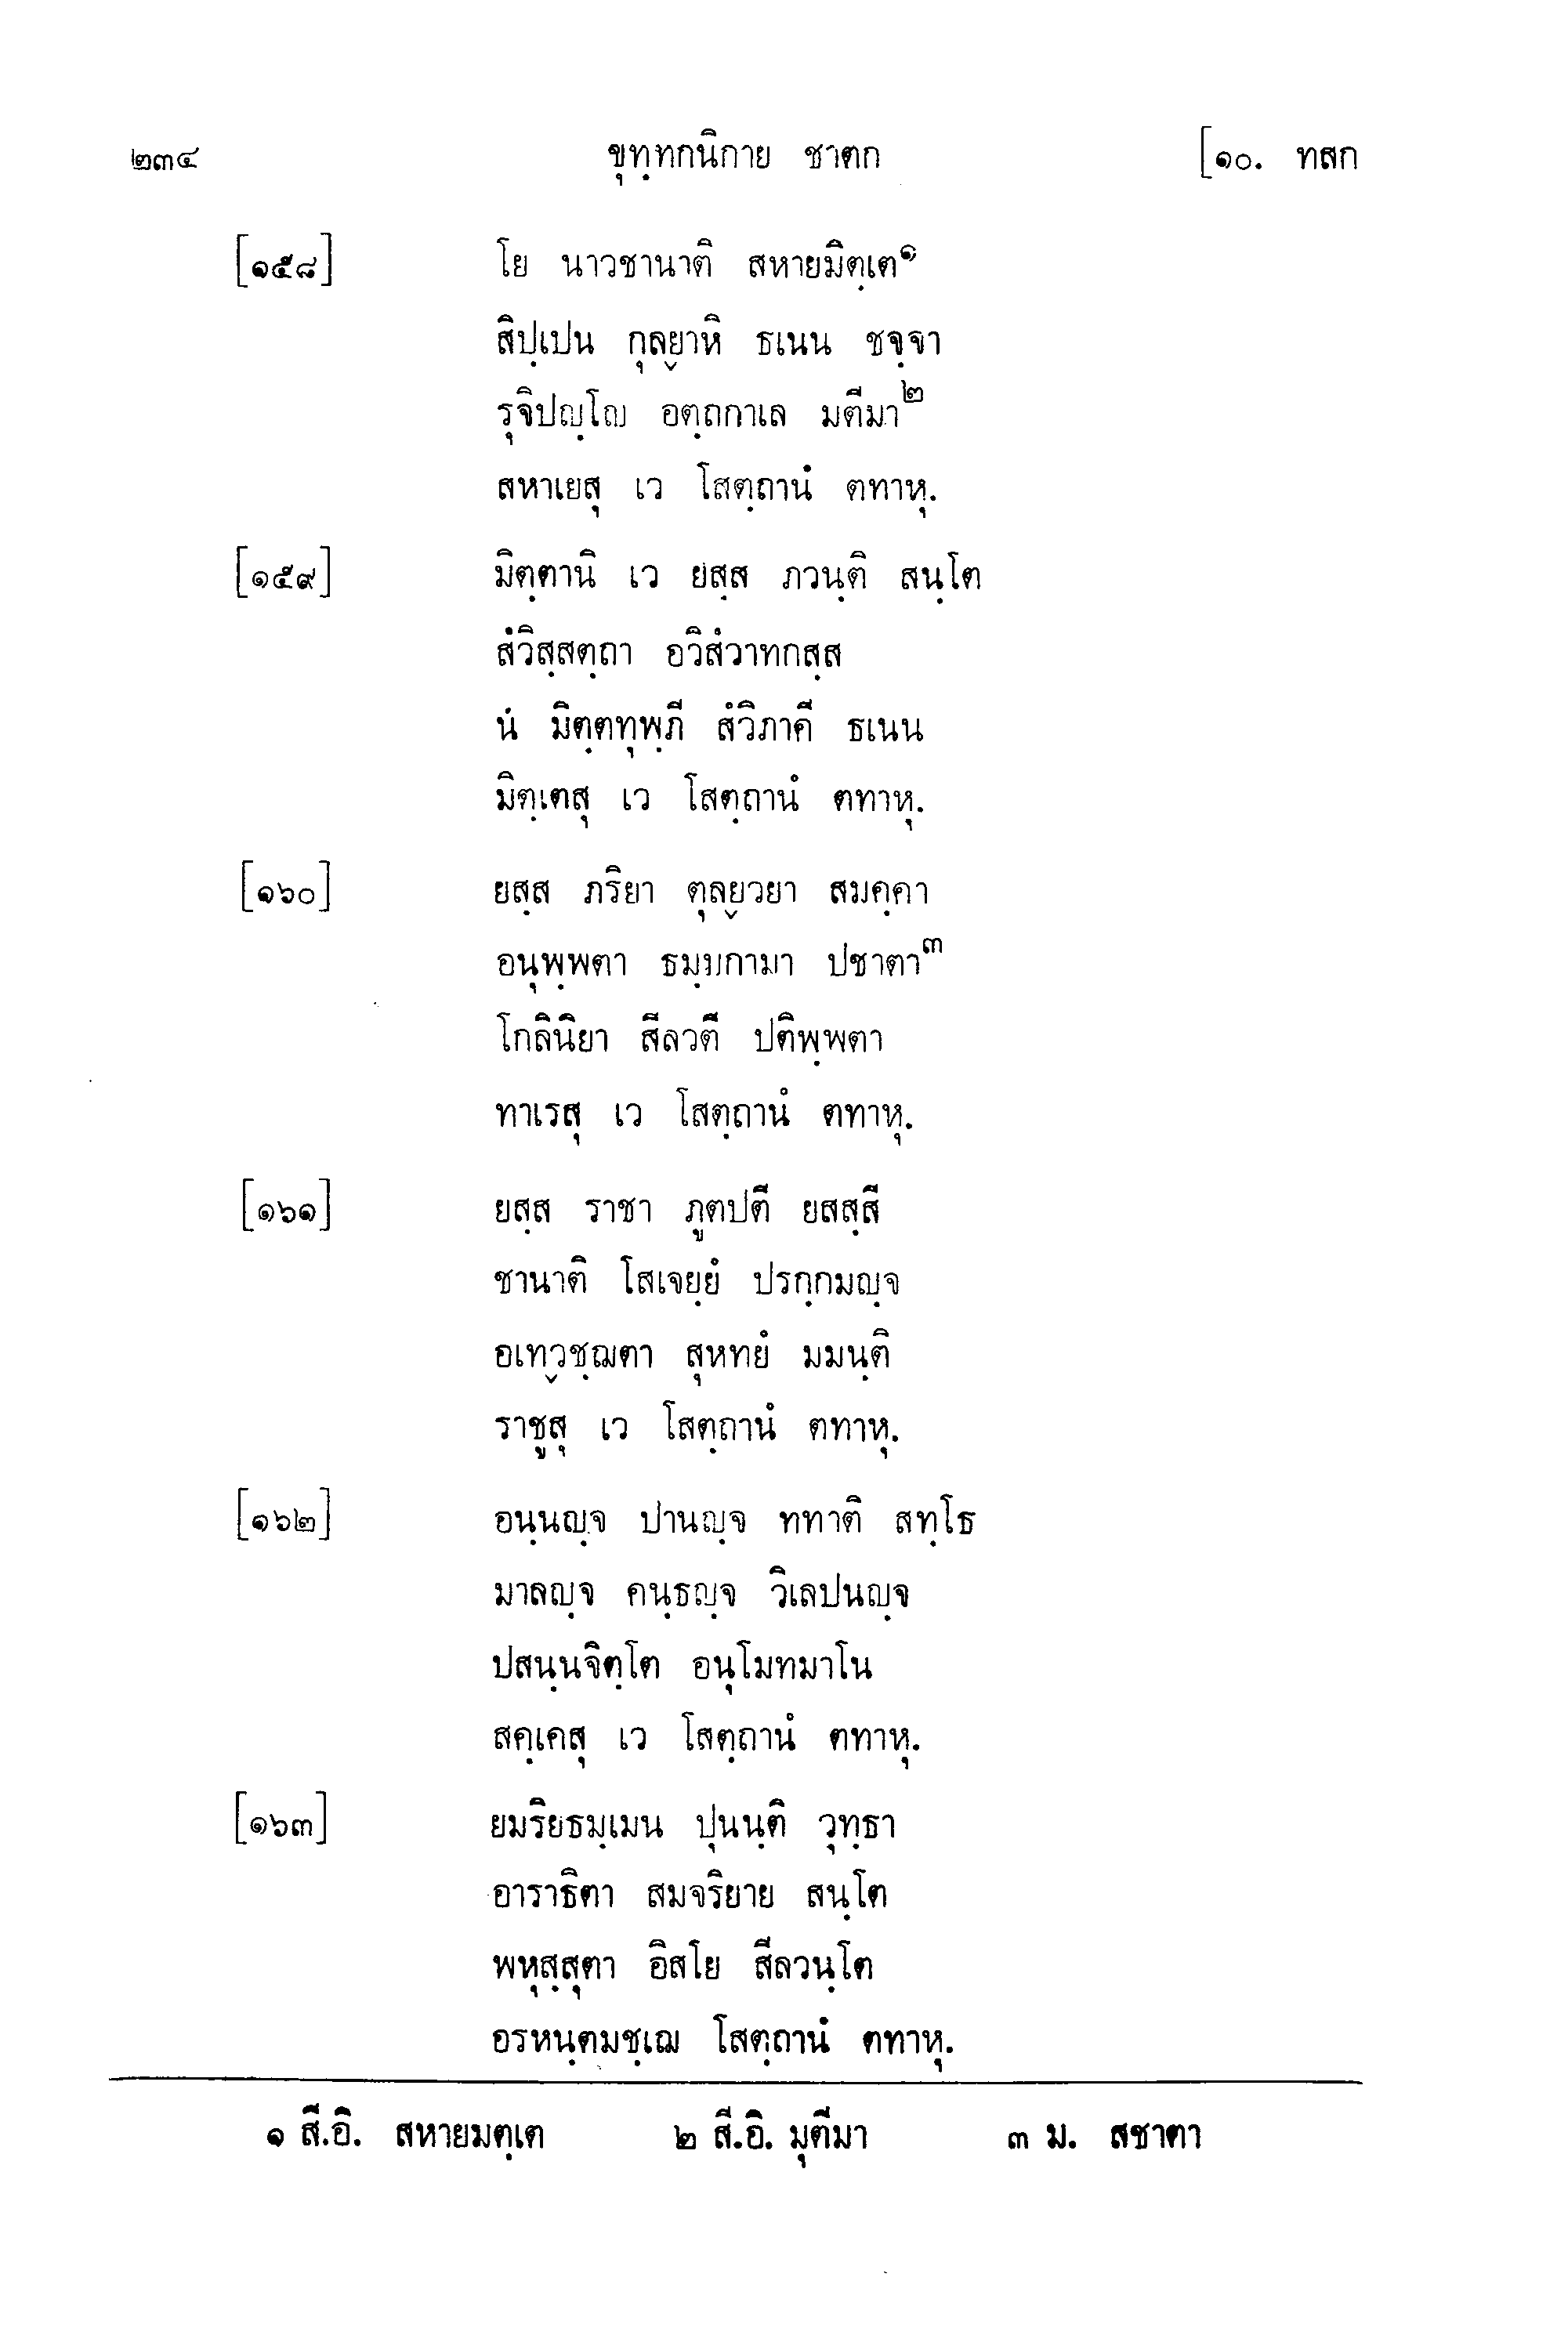 ๒๓๔ ขุทฺทกนิกาย ชาตก [๑๐. ทสก
[๑๕๘] โย นาวชานาติ สหายมิตฺเต๑
สิปฺเปน กุลฺยาหิ ธเนน ชจฺจา
รุจิปญฺโญ อตฺถกาเล มตีมา๒
สหาเยสุ เว โสตฺถานํ ตทาหุ.
[๑๕๙] มิตฺตานิ เว ยสฺส ภวนฺติ สนฺโต
สํวิสฺสตฺถา อวิสํวาทกสฺส
น มิตฺตทุพฺภี สํวิภาคี ธเนน
มิตฺเตสุ เว โสตฺถานํ ตทาหุ.
[๑๖๐] ยสฺส ภริยา ตุลฺยวยา สมคฺคา
อนุพฺพตา ธมฺมกามา ปชาตา๓
โกลินิยา สีลวตี ปติพฺพตา
ทาเรสุ เว โสตฺถานํ ตทาหุ.
[๑๖๑] ยสฺส ราชา ภูตปตี ยสสฺสี
ชานาติ โสเจยฺยํ ปรกฺกมญฺจ
อเทฺวชฺฌตา สุหทยํ มมนฺติ
ราชูสุ เว โสตฺถานํ ตทาหุ.
[๑๖๒] อนฺนญฺจ ปานญฺจ ททาติ สทฺโธ
มาลญฺจ คนฺธญฺจ วิเลปนญฺจ
ปสนฺนจิตฺโต อนุโมทมาโน
สคฺเคสุ เว โสตฺถานํ ตทาหุ.
[๑๖๓] ยมริยธมฺเมน ปุนนฺติ วุทฺธา
อาราธิตา สมจริยาย สนฺโต
พหุสฺสุตา อิสโย สีลวนฺโต
อรหนฺตมชฺเฌ โสตฺถานํ ตทาหุ.
๑ สี.อิ. สหายมตฺเต ๒ สี.อิ. มุตีมา ๓ ม. สชาตา